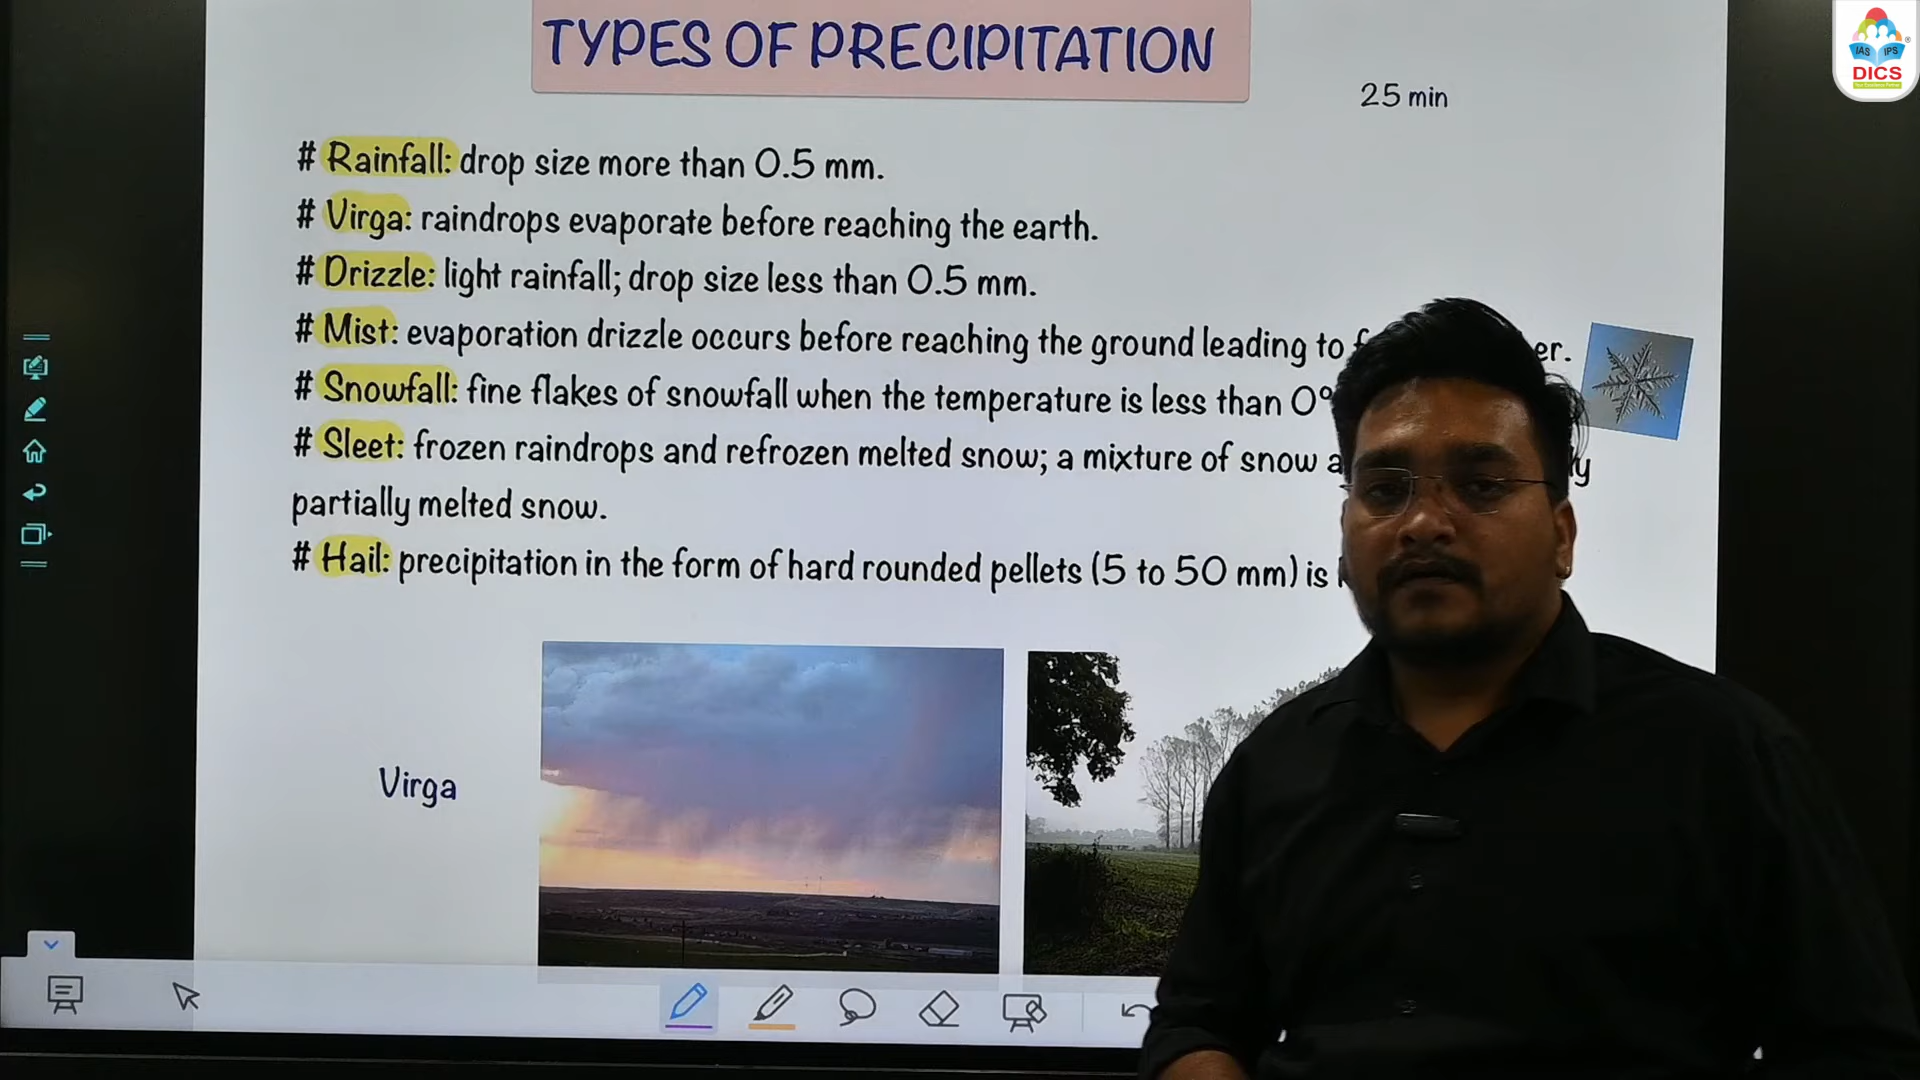 TYPES OF PRECIPITATION
25 min
IAS IPS
DICS
# Rainfall: drop size more than 0.5 mm.
# Virga: raindrops evaporate before reaching the earth.
# Drizzle: light rainfall; drop size less than 0.5 mm.
# Mist: evaporation drizzle occurs before reaching the ground leading to er.
# Snowfall: fine flakes of snowfall when the temperature is less than 0°
# Sleet: frozen raindrops and refrozen melted snow; a mixture of snow
partially melted snow.
# Hail: precipitation in the form of hard rounded pellets (5 to 50 mm) is
Virga